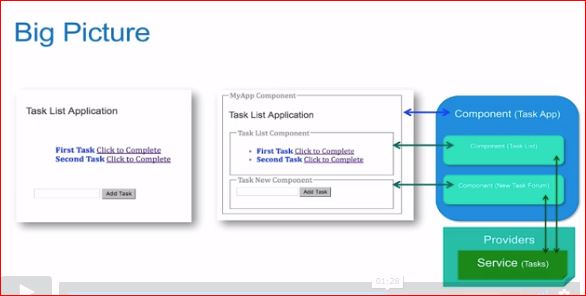 Big Picture
Task List Application
First Task Click to Complete
Second Task Click to Complete
Add Task
MyApp Component
Task List Application
Task List Component
First Task Click to Complete
Second Task Click to Complete
Task New Component
Add Task
Component (Task App)
Component (Task List)
Component (New Task Forum)
Providers
Service (Tasks)
01:28